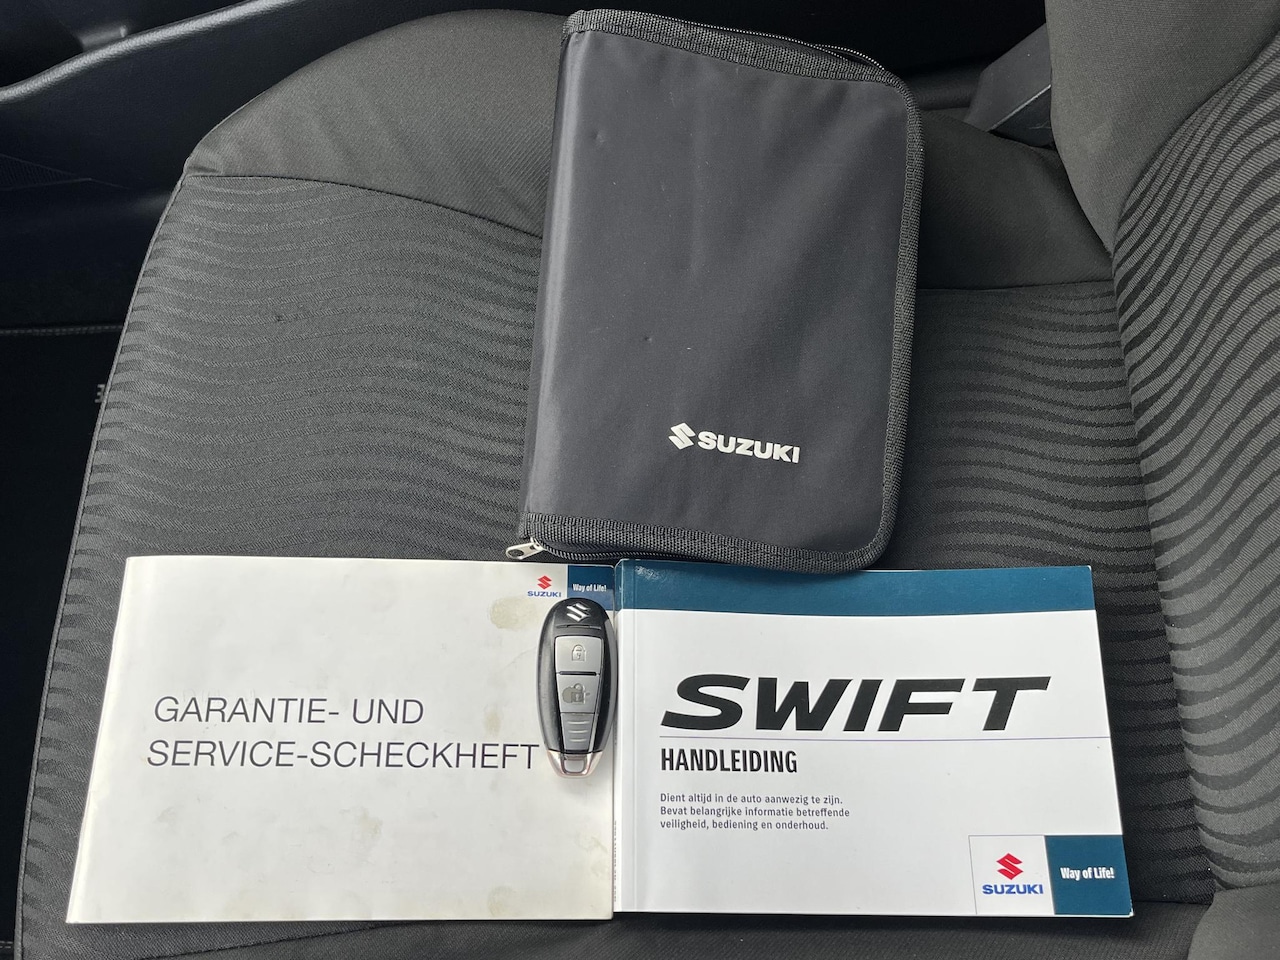 SUZUKI
SUZUKI
Way of Life!
GARANTIE- UND
SERVICE-SCHECKHEFT
SWIFT
HANDLEIDING
Dient altijd in de auto aanwezig te zijn.
Bevat belangrijke informatie betreffende
veiligheid, bediening en onderhoud.
SUZUKI
Way of Life!